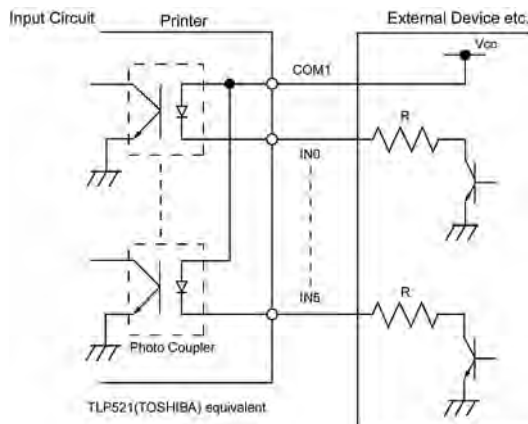 Input Circuit
Printer
External Device etc.
Vcc
COM1
R
IN0
R
IN5
Photo Coupler
TLP521(TOSHIBA) equivalent